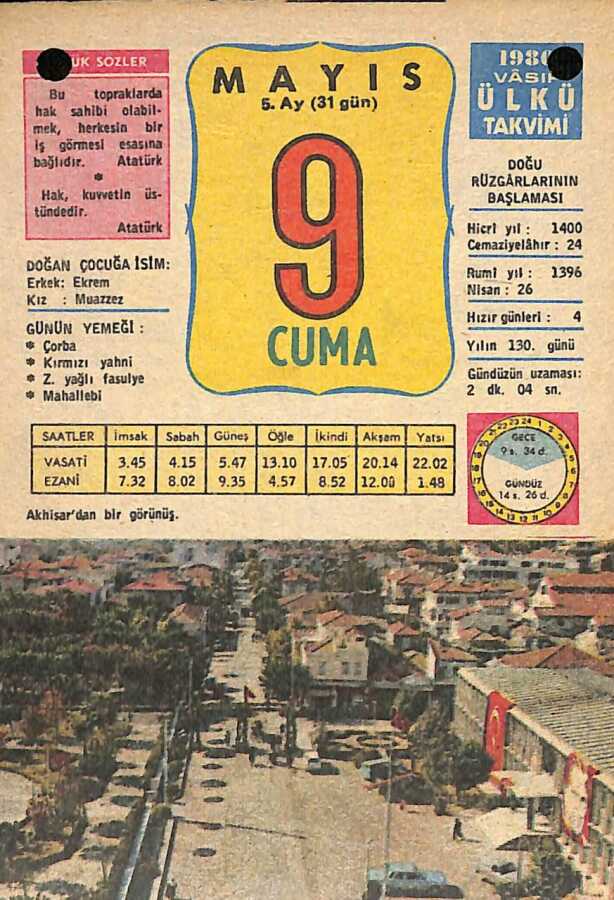 UK SOZLER
Bu topraklarda
hak sahibi olabil-
mek, herkesin bir
iş görmesi esasına
bağlıdır. Atatürk
Hak, kuvvetin üs-
tündedir.
Atatürk
DOĞAN ÇOCUĞA İSİM:
Erkek: Ekrem
Kız : Muazzez
GÜNÜN YEMEĞİ :
Çorba
Kırmızı yahni
Z. yağlı fasulye
Mahallebi
MAYIS
5. Ay (31 gün)
9
CUMA
VÂSIF
ÜLKÜ
TAKVİMİ
DOĞU
RÜZGÂRLARININ
BAŞLAMASI
Hicrî yıl : 1400
Cemaziyelâhır : 24
Rumî yıl : 1396
Nisan : 26
Hızır günleri : 4
Yılın 130. günü
Gündüzün uzaması:
2 dk. 04 sn.
SAATLER İmsak Sabah Güneş Öğle İkindi Akşam Yatsı
VASATİ 3.45 4.15 5.47 13.10 17.05 20.14 22.02
EZANİ 7.32 8.02 9.35 4.57 8.52 12.00 1.48
GECE
9 s. 34 d.
GÜNDÜZ
14 s. 26 d.
Akhisar'dan bir görünüş.